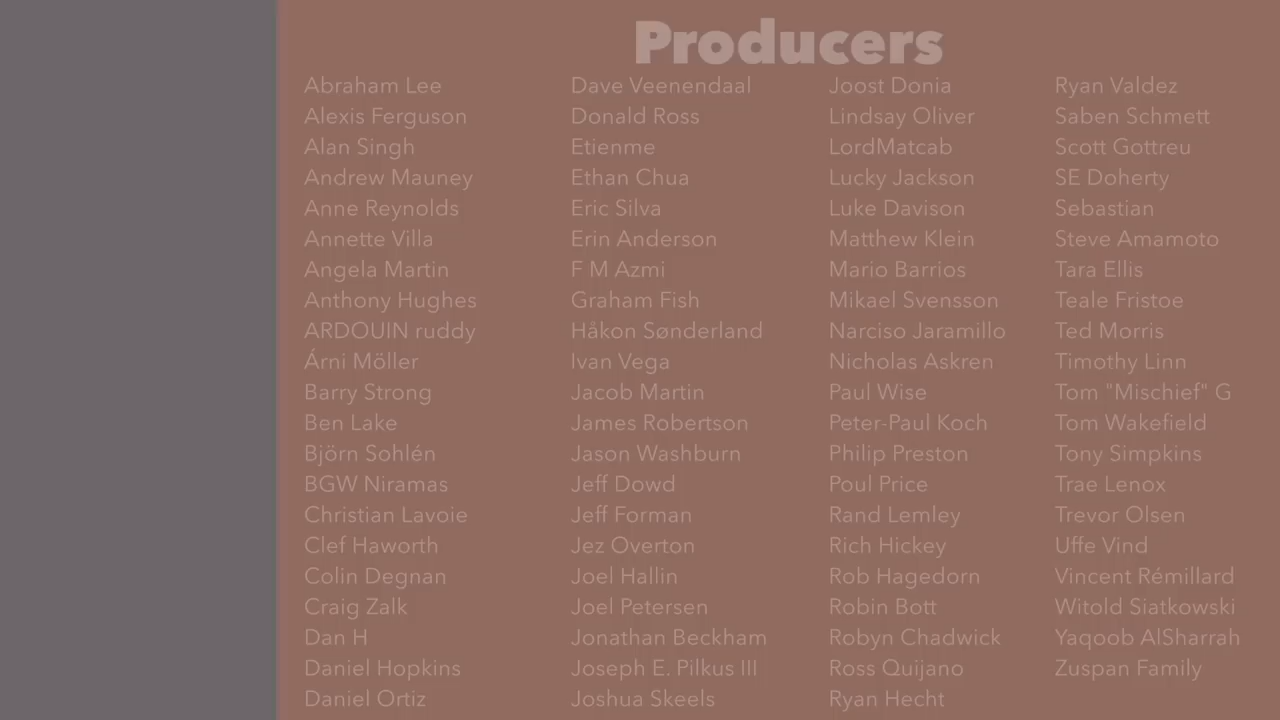 Producers
Abraham Lee
Alexis Ferguson
Alan Singh
Andrew Mauney
Anne Reynolds
Annette Villa
Angela Martin
Anthony Hughes
ARDOUIN ruddy
Árni Möller
Barry Strong
Ben Lake
Björn Sohlén
BGW Niramas
Christian Lavoie
Clef Haworth
Colin Degnan
Craig Zalk
Dan H
Daniel Hopkins
Daniel Ortiz
Dave Veenendaal
Donald Ross
Etienme
Ethan Chua
Eric Silva
Erin Anderson
F M Azmi
Graham Fish
Håkon Sønderland
Ivan Vega
Jacob Martin
James Robertson
Jason Washburn
Jeff Dowd
Jeff Forman
Jez Overton
Joel Hallin
Joel Petersen
Jonathan Beckham
Joseph E. Pilkus III
Joshua Skeels
Joost Donia
Lindsay Oliver
LordMatcab
Lucky Jackson
Luke Davison
Matthew Klein
Mario Barrios
Mikael Svensson
Narciso Jaramillo
Nicholas Askren
Paul Wise
Peter-Paul Koch
Philip Preston
Poul Price
Rand Lemley
Rich Hickey
Rob Hagedorn
Robin Bott
Robyn Chadwick
Ross Quijano
Ryan Hecht
Ryan Valdez
Saben Schmett
Scott Gottreu
SE Doherty
Sebastian
Steve Amamoto
Tara Ellis
Teale Fristoe
Ted Morris
Timothy Linn
Tom "Mischief" G
Tom Wakefield
Tony Simpkins
Trae Lenox
Trevor Olsen
Uffe Vind
Vincent Rémillard
Witold Siatkowski
Yaqoob AlSharrah
Zuspan Family